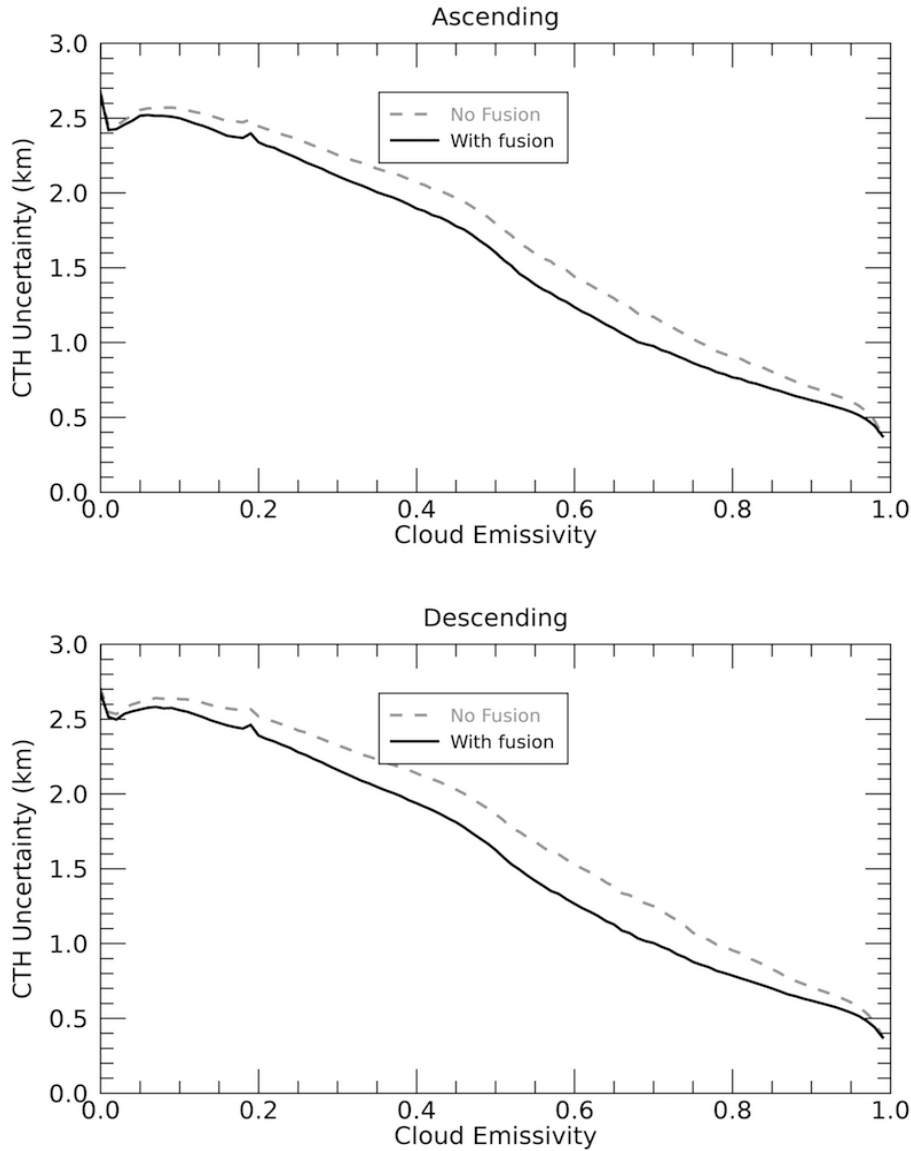 Ascending
3.0
2.5
2.0
1.5
1.0
0.5
0.0
CTH Uncertainty (km)
No Fusion
With fusion
0.0 0.2 0.4 0.6 0.8 1.0
Cloud Emissivity
Descending
3.0
2.5
2.0
1.5
1.0
0.5
0.0
CTH Uncertainty (km)
No Fusion
With fusion
0.0 0.2 0.4 0.6 0.8 1.0
Cloud Emissivity